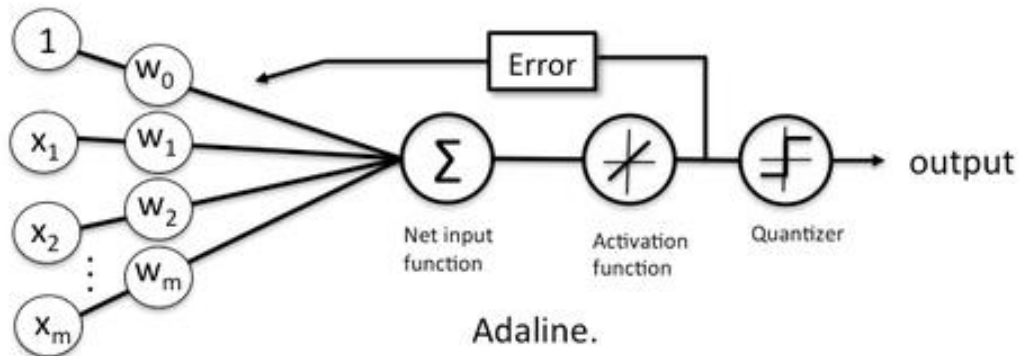 1
w0
x1
w1
x2
w2
⋮
wm
xm
Error
Σ
Net input
function
Activation
function
Quantizer
output
Adaline.